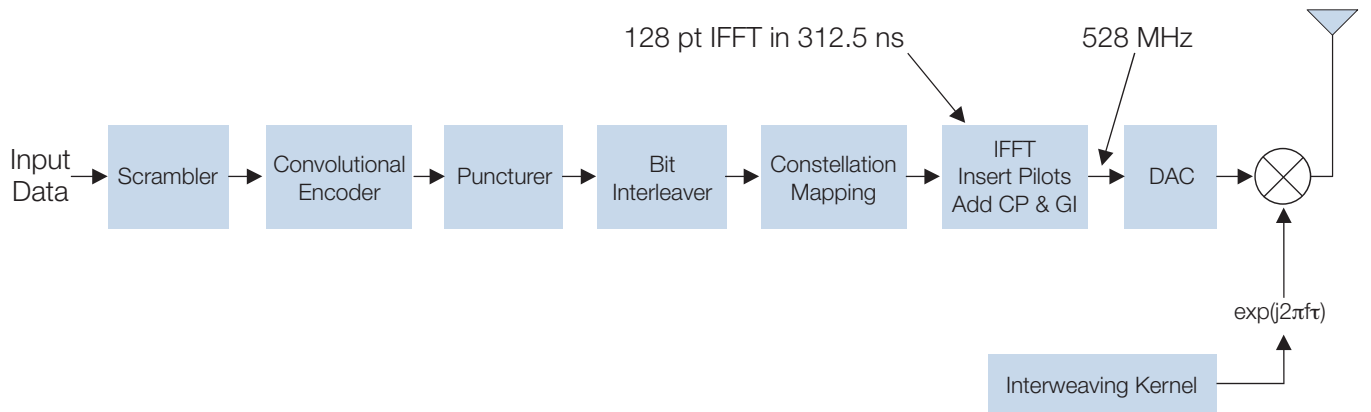 128 pt IFFT in 312.5 ns
528 MHz
Input
Data
Scrambler
Convolutional
Encoder
Puncturer
Bit
Interleaver
Constellation
Mapping
IFFT
Insert Pilots
Add CP & GI
DAC
exp(j2πfτ)
Interweaving Kernel